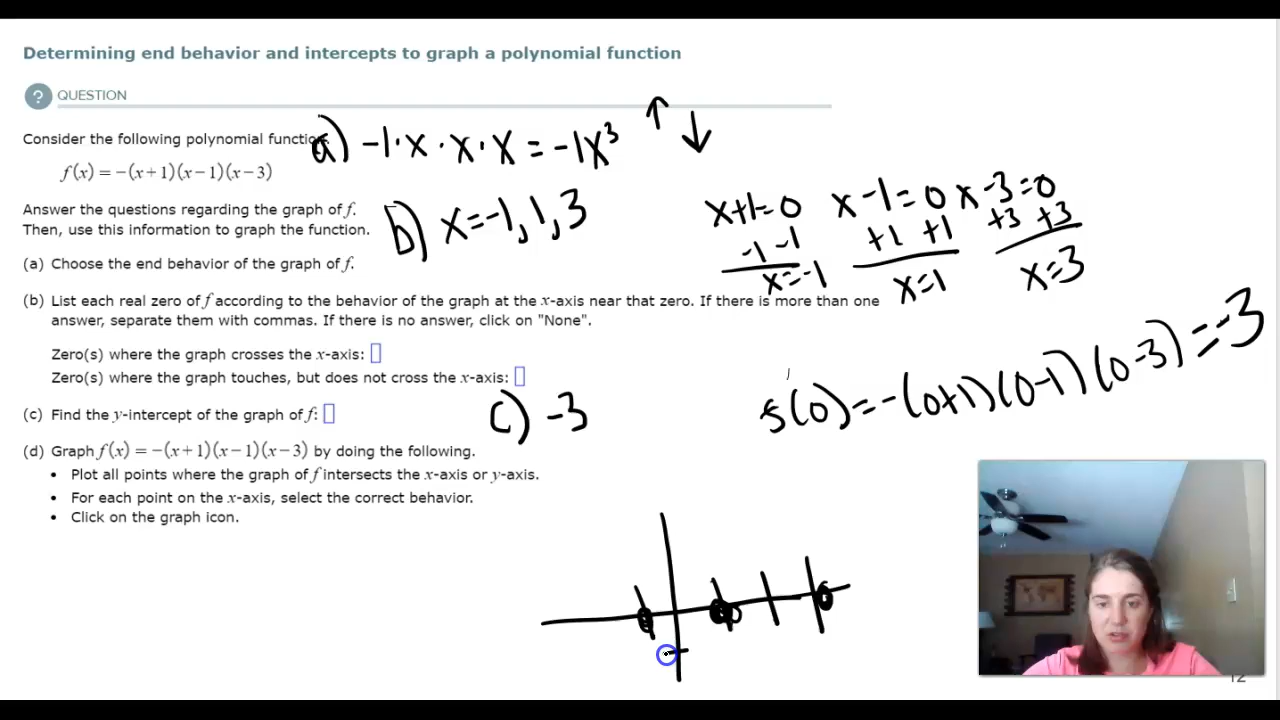 Determining end behavior and intercepts to graph a polynomial function
? QUESTION
Consider the following polynomial function.
f(x) = −(x+1)(x−1)(x−3)
a) -1·x·x·x = -1x³ ↑ ↓
Answer the questions regarding the graph of f.
Then, use this information to graph the function.
b) x=-1, 1, 3
x+1=0 x-1=0 x-3=0
-1 -1 +1 +1 +3 +3
x=-1 x=1 x=3
(a) Choose the end behavior of the graph of f.
(b) List each real zero of f according to the behavior of the graph at the x-axis near that zero. If there is more than one
answer, separate them with commas. If there is no answer, click on "None".
Zero(s) where the graph crosses the x-axis:
Zero(s) where the graph touches, but does not cross the x-axis:
(c) Find the y-intercept of the graph of f:
c) -3
f(0)=-(0+1)(0-1)(0-3)=-3
(d) Graph f(x) = −(x+1)(x−1)(x−3) by doing the following.
• Plot all points where the graph of f intersects the x-axis or y-axis.
• For each point on the x-axis, select the correct behavior.
• Click on the graph icon.
12